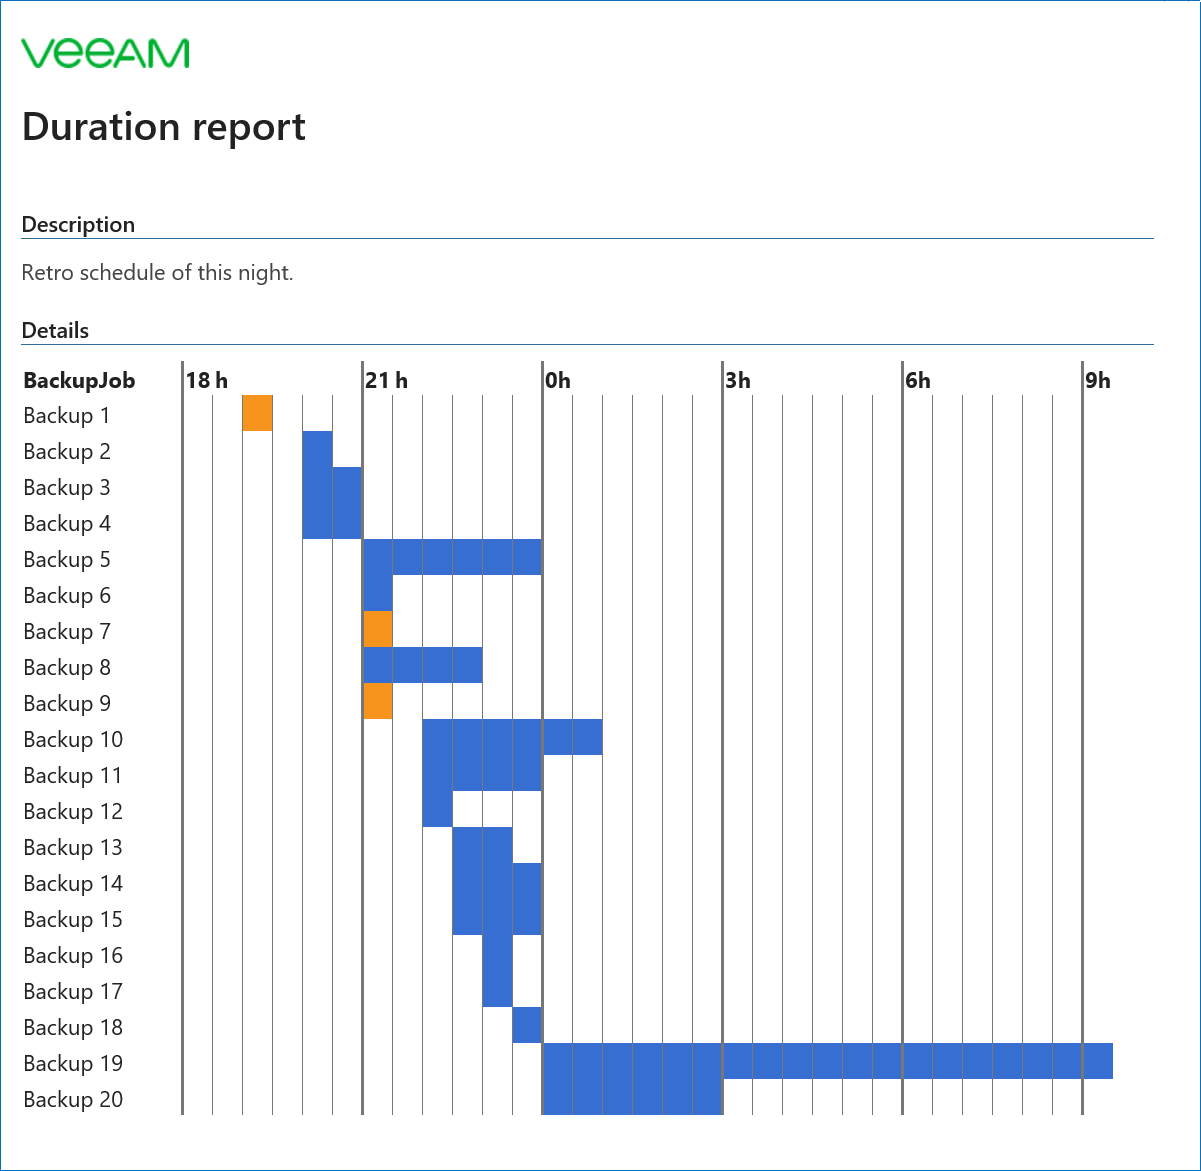 veeAM
Duration report
Description
Retro schedule of this night.
Details
BackupJob 18 h 21 h 0h 3h 6h 9h
Backup 1
Backup 2
Backup 3
Backup 4
Backup 5
Backup 6
Backup 7
Backup 8
Backup 9
Backup 10
Backup 11
Backup 12
Backup 13
Backup 14
Backup 15
Backup 16
Backup 17
Backup 18
Backup 19
Backup 20